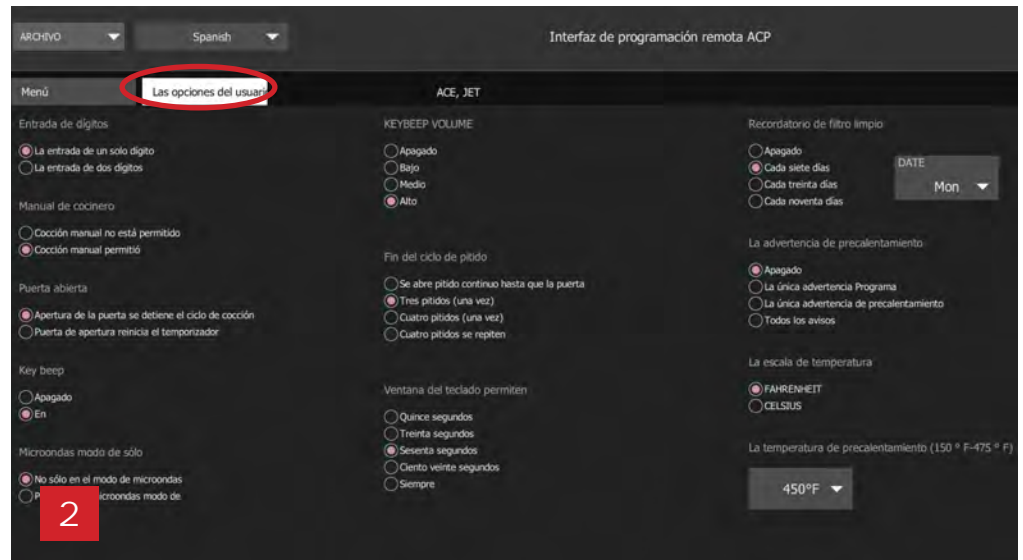 ARCHIVO
Spanish
Interfaz de programación remota ACP
Menú
Las opciones del usuari
ACE, JET
Entrada de dígitos
La entrada de un solo dígito
La entrada de dos dígitos
Manual de cocinero
Cocción manual no está permitido
Cocción manual permitió
Puerta abierta
Apertura de la puerta se detiene el ciclo de cocción
Puerta de apertura reinicia el temporizador
Key beep
Apagado
En
Microondas modo de sólo
No sólo en el modo de microondas
P icroondas modo de
2
KEYBEEP VOLUME
Apagado
Bajo
Medio
Alto
Fin del ciclo de pitido
Se abre pitido continuo hasta que la puerta
Tres pitidos (una vez)
Cuatro pitidos (una vez)
Cuatro pitidos se repiten
Ventana del teclado permiten
Quince segundos
Treinta segundos
Sesenta segundos
Ciento veinte segundos
Siempre
Recordatorio de filtro limpio
Apagado
Cada siete días
Cada treinta días
Cada noventa días
DATE
Mon
La advertencia de precalentamiento
Apagado
La única advertencia Programa
La única advertencia de precalentamiento
Todos los avisos
La escala de temperatura
FAHRENHEIT
CELSIUS
La temperatura de precalentamiento (150 º F-475 º F)
450°F